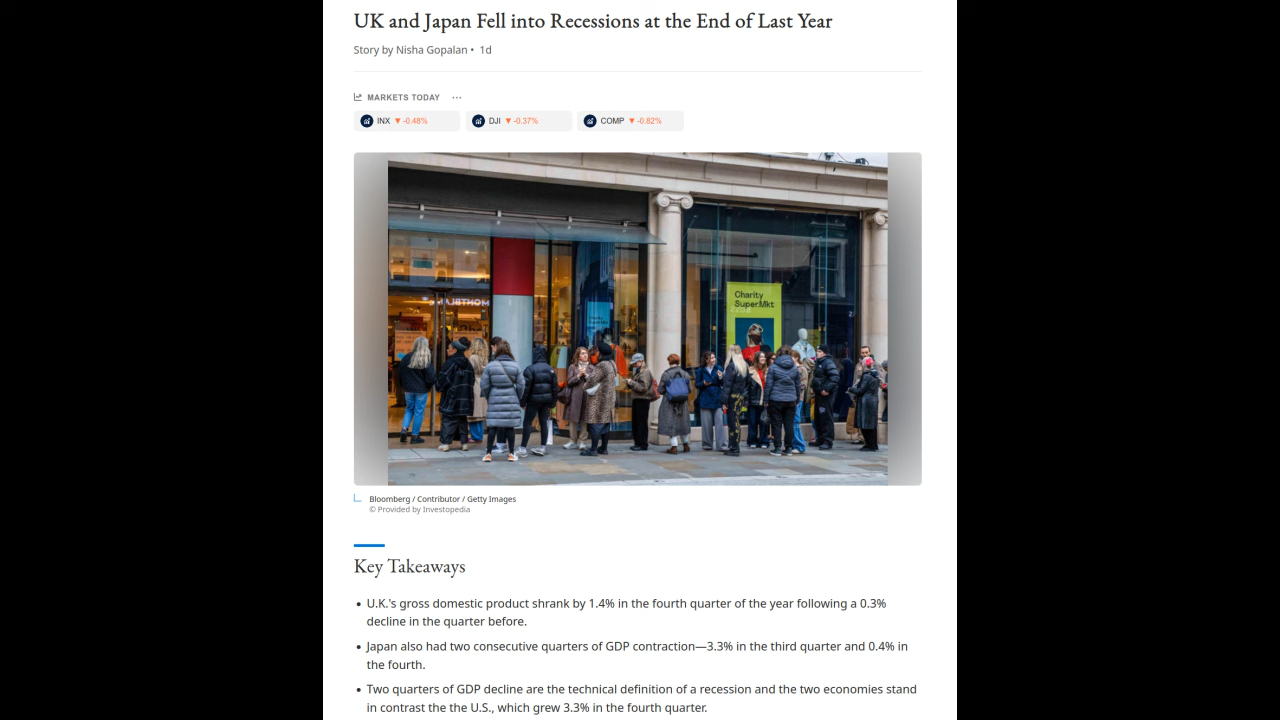 UK and Japan Fell into Recessions at the End of Last Year
Story by Nisha Gopalan • 1d
MARKETS TODAY ...
INX ▼ -0.48% DJI ▼ -0.37% COMP ▼ -0.82%
MONTBLANC
Charity
Super.Mkt
Bloomberg / Contributor / Getty Images
© Provided by Investopedia
Key Takeaways
• U.K.'s gross domestic product shrank by 1.4% in the fourth quarter of the year following a 0.3%
decline in the quarter before.
• Japan also had two consecutive quarters of GDP contraction—3.3% in the third quarter and 0.4% in
the fourth.
• Two quarters of GDP decline are the technical definition of a recession and the two economies stand
in contrast the the U.S., which grew 3.3% in the fourth quarter.